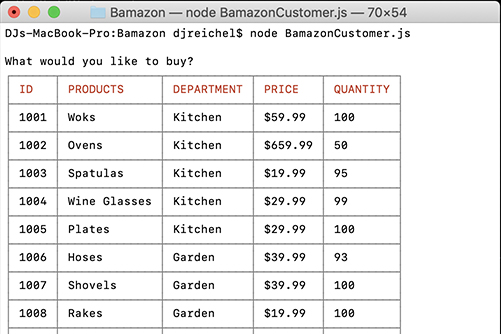 Bamazon — node BamazonCustomer.js — 70×54
DJs-MacBook-Pro:Bamazon djreichel$ node BamazonCustomer.js
What would you like to buy?
ID PRODUCTS DEPARTMENT PRICE QUANTITY
1001 Woks Kitchen $59.99 100
1002 Ovens Kitchen $659.99 50
1003 Spatulas Kitchen $19.99 95
1004 Wine Glasses Kitchen $29.99 99
1005 Plates Kitchen $29.99 100
1006 Hoses Garden $39.99 93
1007 Shovels Garden $39.99 100
1008 Rakes Garden $19.99 100